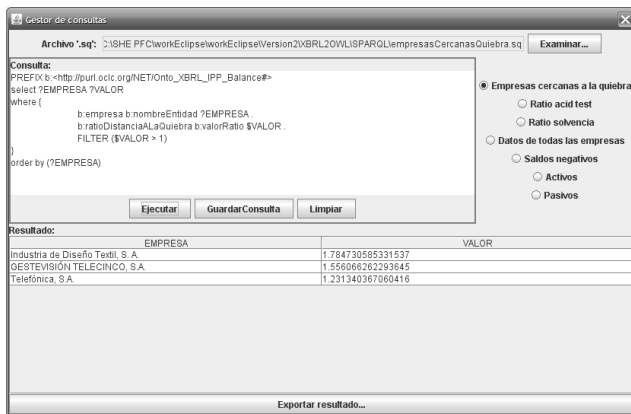 Gestor de consultas
Archivo '.sq': C:\SHE PFC\workEclipse\workEclipse\Version2\XBRL2OWL\SPARQL\empresasCercanasQuiebra.sq Examinar...
Consulta:
PREFIX b:<http://purl.oclc.org/NET/Onto_XBRL_IPP_Balance#>
select ?EMPRESA ?VALOR
where {
b:empresa b:nombreEntidad ?EMPRESA .
b:ratioDistanciaALaQuiebra b:valorRatio $VALOR .
FILTER ($VALOR > 1)
}
order by (?EMPRESA)
Ejecutar GuardarConsulta Limpiar
Empresas cercanas a la quiebra
Ratio acid test
Ratio solvencia
Datos de todas las empresas
Saldos negativos
Activos
Pasivos
Resultado:
EMPRESA VALOR
Industria de Diseño Textil, S. A. 1.784730585331537
GESTEVISIÓN TELECINCO, S.A. 1.556066262293645
Telefónica, S.A. 1.231340367060416
Exportar resultado...